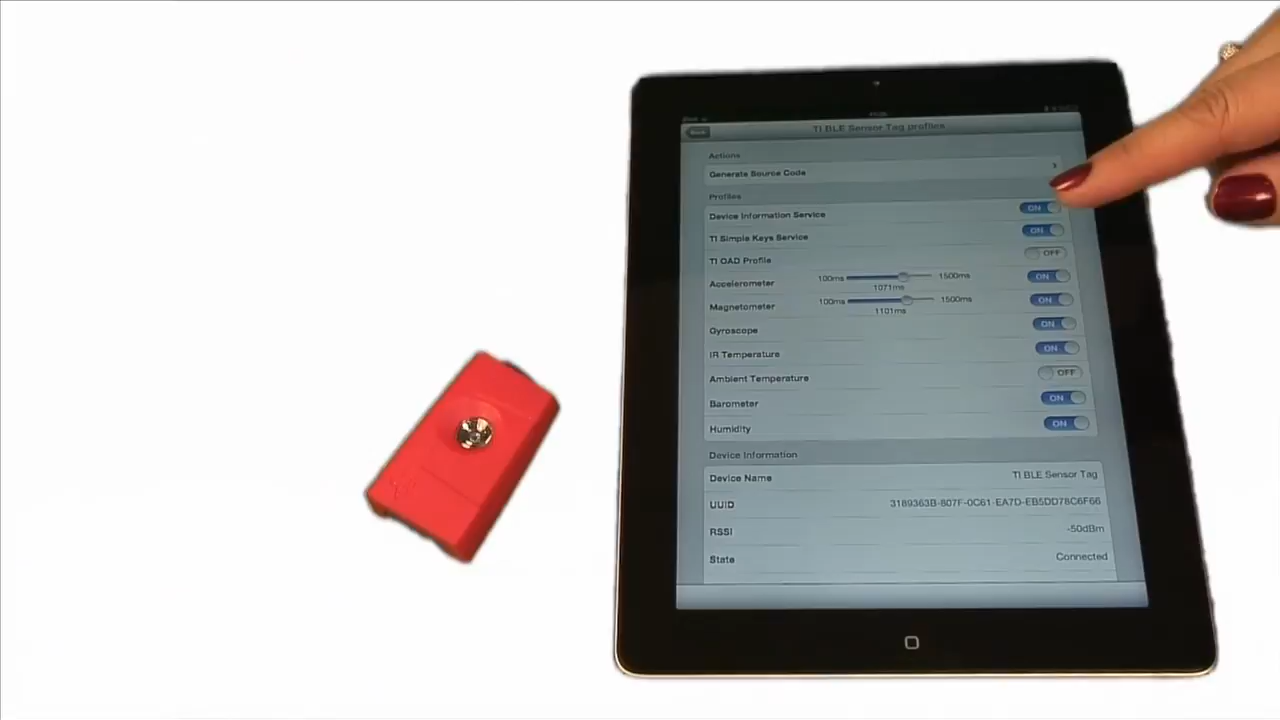 Back
TI BLE Sensor Tag profiles
Actions
Generate Source Code
Profiles
Device Information Service ON
TI Simple Keys Service ON
TI OAD Profile OFF
Accelerometer 100ms 1500ms ON
1071ms
Magnetometer 100ms 1500ms ON
1101ms
Gyroscope ON
IR Temperature ON
Ambient Temperature OFF
Barometer ON
Humidity ON
Device Information
Device Name TI BLE Sensor Tag
UUID 3189363B-807F-0C61-EA7D-EB5DD78C6F66
RSSI -50dBm
State Connected